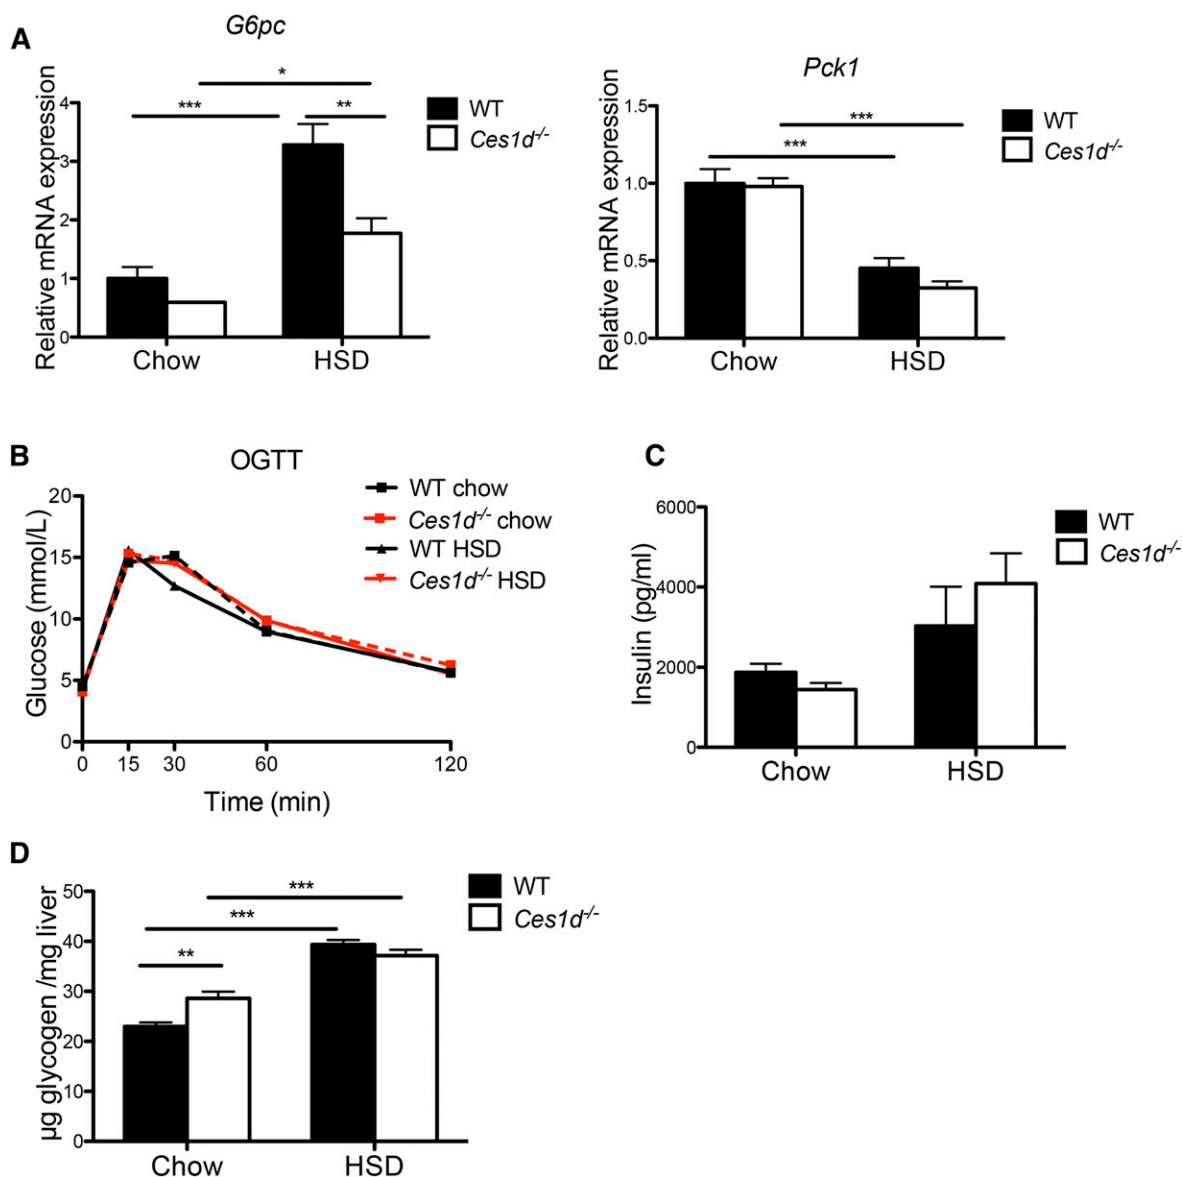 A
G6pc
Relative mRNA expression
4
3
2
1
0
***
*
**
Chow
HSD
WT
Ces1d-/-
Pck1
Relative mRNA expression
1.5
1.0
0.5
0.0
***
***
Chow
HSD
WT
Ces1d-/-
B
OGTT
Glucose (mmol/L)
20
15
10
5
0
0 15 30 60 120
Time (min)
WT chow
Ces1d-/- chow
WT HSD
Ces1d-/- HSD
C
Insulin (pg/ml)
6000
4000
2000
0
Chow
HSD
WT
Ces1d-/-
D
µg glycogen /mg liver
50
40
30
20
10
0
**
***
***
Chow
HSD
WT
Ces1d-/-